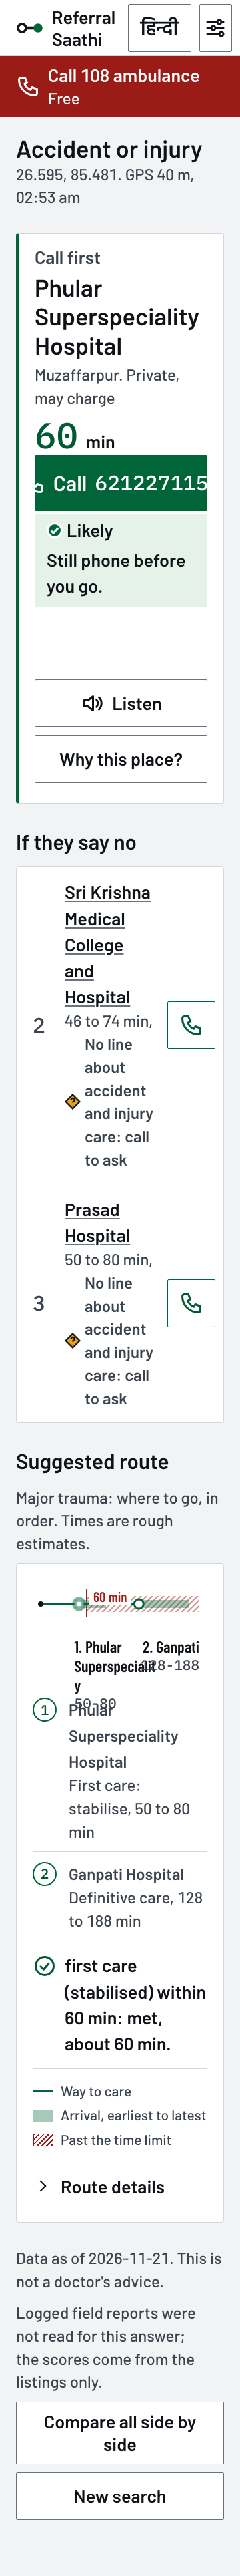 Referral
Saathi
हिन्दी
Call 108 ambulance
Free
Accident or injury
26.595, 85.481. GPS 40 m,
02:53 am
Call first
Phular
Superspeciality
Hospital
Muzaffarpur. Private,
may charge
60 min
Call 621227115
Likely
Still phone before
you go.
Listen
Why this place?
If they say no
2
Sri Krishna
Medical
College
and
Hospital
46 to 74 min,
No line
about
accident
and injury
care: call
to ask
3
Prasad
Hospital
50 to 80 min,
No line
about
accident
and injury
care: call
to ask
Suggested route
Major trauma: where to go, in
order. Times are rough
estimates.
60 min
1. Phular
Superspecialit
y
50-80
2. Ganpati
128-188
1
Phular
Superspeciality
Hospital
First care:
stabilise, 50 to 80
min
2
Ganpati Hospital
Definitive care, 128
to 188 min
first care
(stabilised) within
60 min: met,
about 60 min.
Way to care
Arrival, earliest to latest
Past the time limit
Route details
Data as of 2026-11-21. This is
not a doctor's advice.
Logged field reports were
not read for this answer;
the scores come from the
listings only.
Compare all side by
side
New search